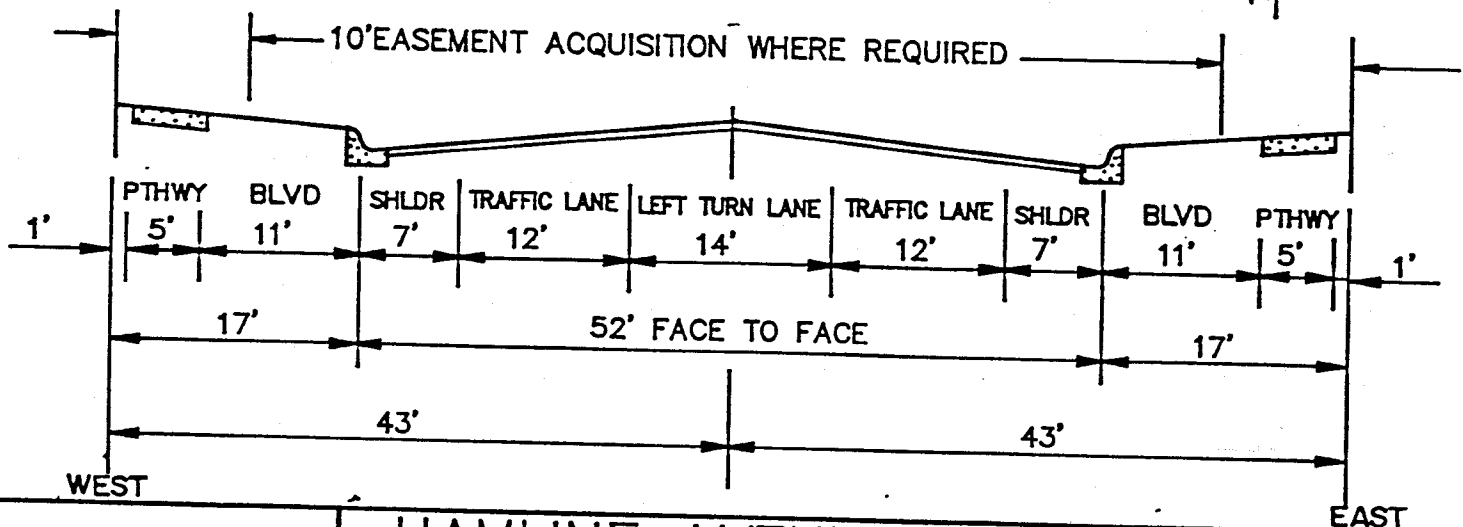 10'EASEMENT ACQUISITION WHERE REQUIRED
PTHWY BLVD SHLDR TRAFFIC LANE LEFT TURN LANE TRAFFIC LANE SHLDR BLVD PTHWY
1' 5' 11' 7' 12' 14' 12' 7' 11' 5' 1'
17' 52' FACE TO FACE 17'
43' 43'
WEST EAST